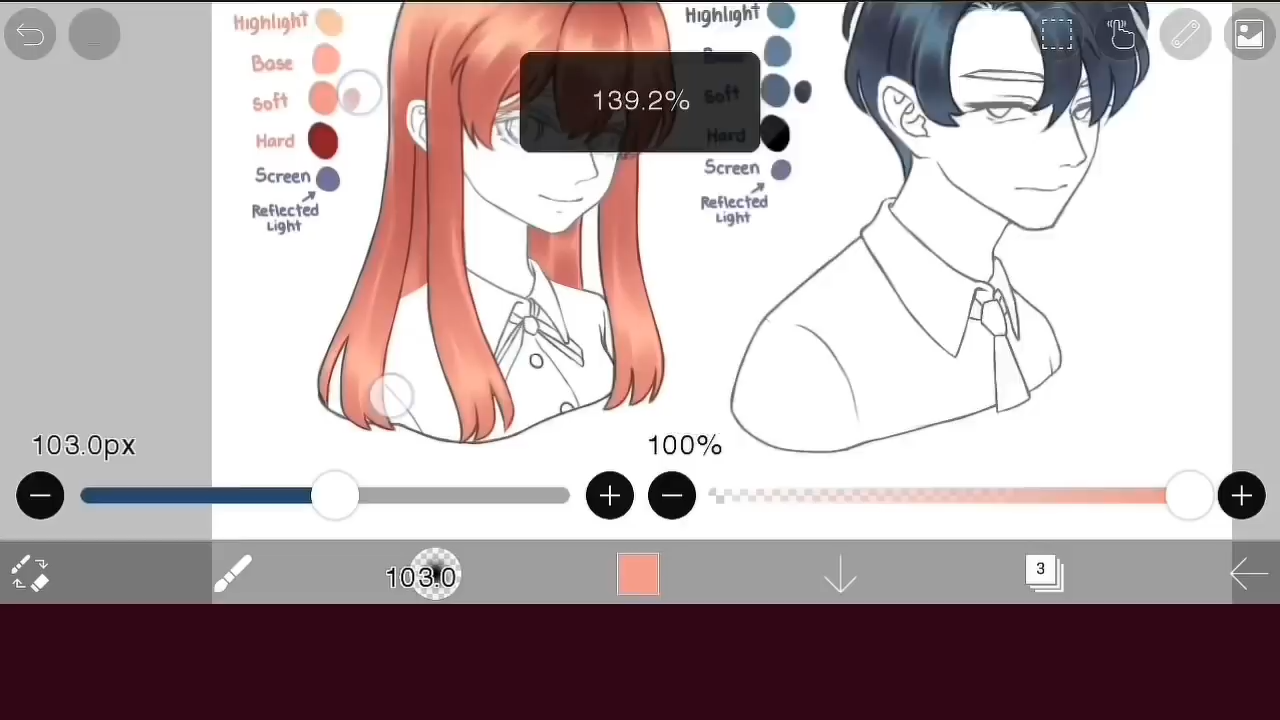 Highlight
Base
Soft
Hard
Screen
Reflected
Light
139.2%
Highlight
Base
Soft
Hard
Screen
Reflected
Light
103.0px
100%
103.0
3